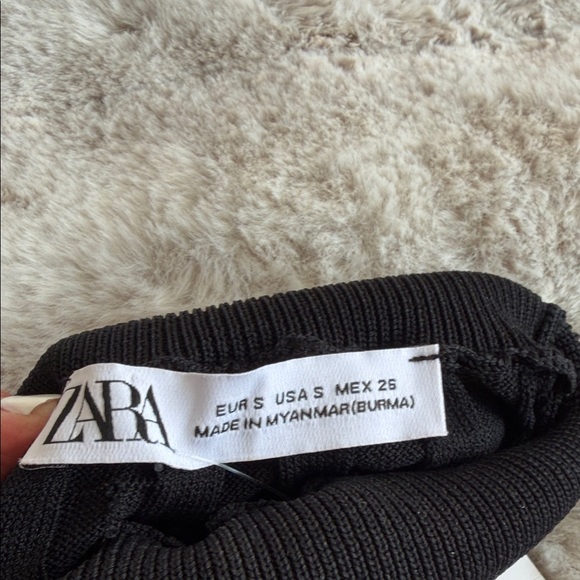 ZARA
EUR S USA S MEX 26
MADE IN MYANMAR(BURMA)